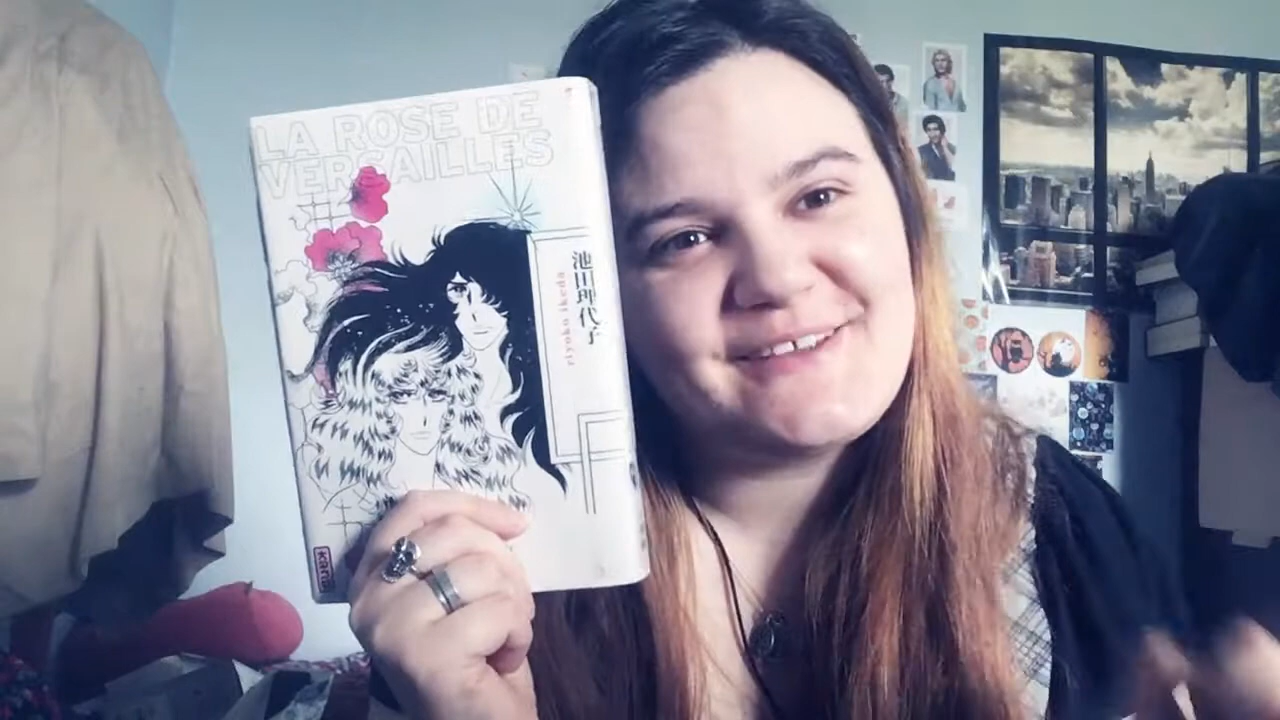 LA ROSE DE
VERSAILLES
池田理代子
riyoko ikeda
kana